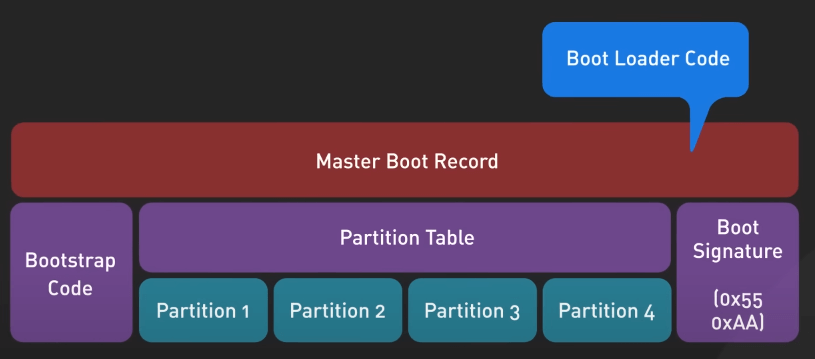 Boot Loader Code
Master Boot Record
Bootstrap
Code
Partition Table
Partition 1
Partition 2
Partition 3
Partition 4
Boot
Signature
(0x55
0xAA)